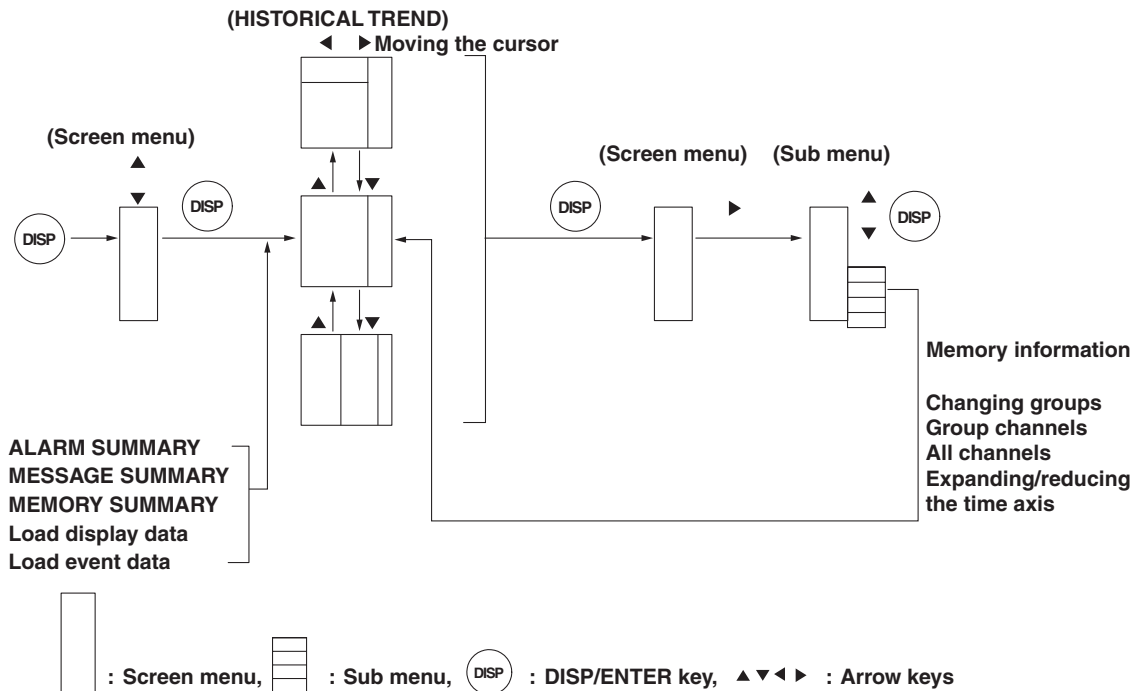 (HISTORICAL TREND)
◀ ▶ Moving the cursor
(Screen menu)
▲
▼
DISP
DISP
▲ ▼
▲ ▼
(Screen menu) (Sub menu)
DISP
▶
▲
▼
DISP
Memory information
Changing groups
Group channels
All channels
Expanding/reducing
the time axis
ALARM SUMMARY
MESSAGE SUMMARY
MEMORY SUMMARY
Load display data
Load event data
: Screen menu, : Sub menu, DISP : DISP/ENTER key, ▲▼◀▶ : Arrow keys